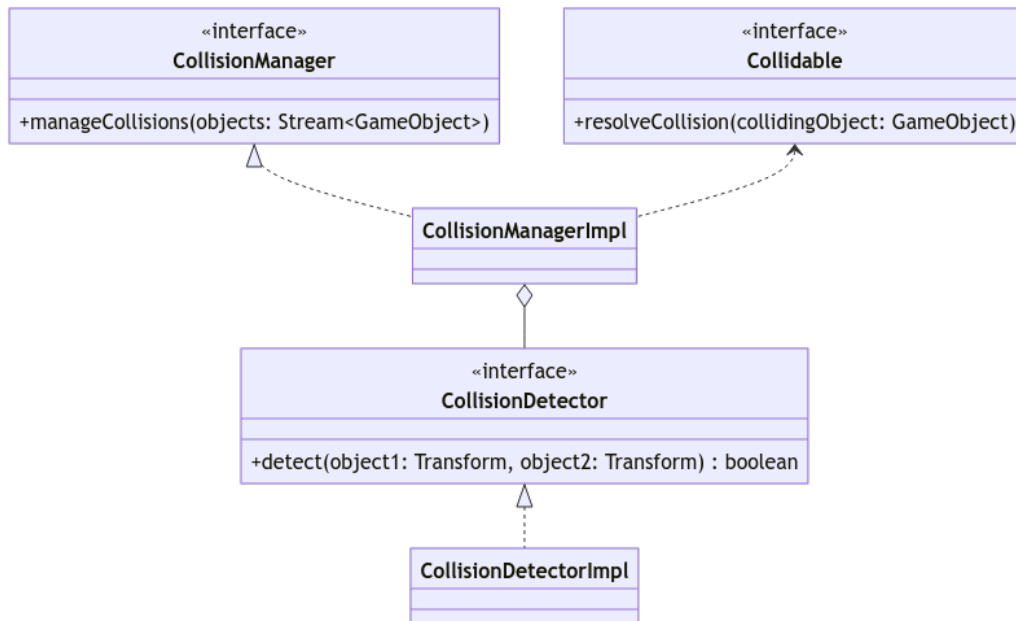 «interface»
CollisionManager
+manageCollisions(objects: Stream<GameObject>)
«interface»
Collidable
+resolveCollision(collidingObject: GameObject)
CollisionManagerImpl
«interface»
CollisionDetector
+detect(object1: Transform, object2: Transform) : boolean
CollisionDetectorImpl